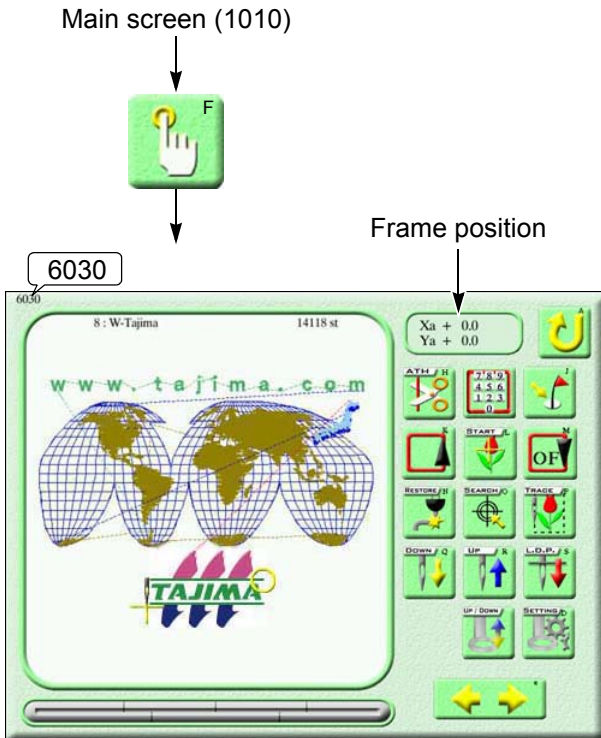 Main screen (1010)
F
Frame position
6030
6030
8 : W-Tajima 14118 st
Xa + 0.0
Ya + 0.0
A
www.tajima.com
ATH H
7 8 9
4 5 6
1 2 3
0
J
K
START L
OF M
RESTORE N
SEARCH O
TRACE P
TAJIMA
DOWN Q
UP R
L.D.P. S
UP / DOWN
SETTING D
*